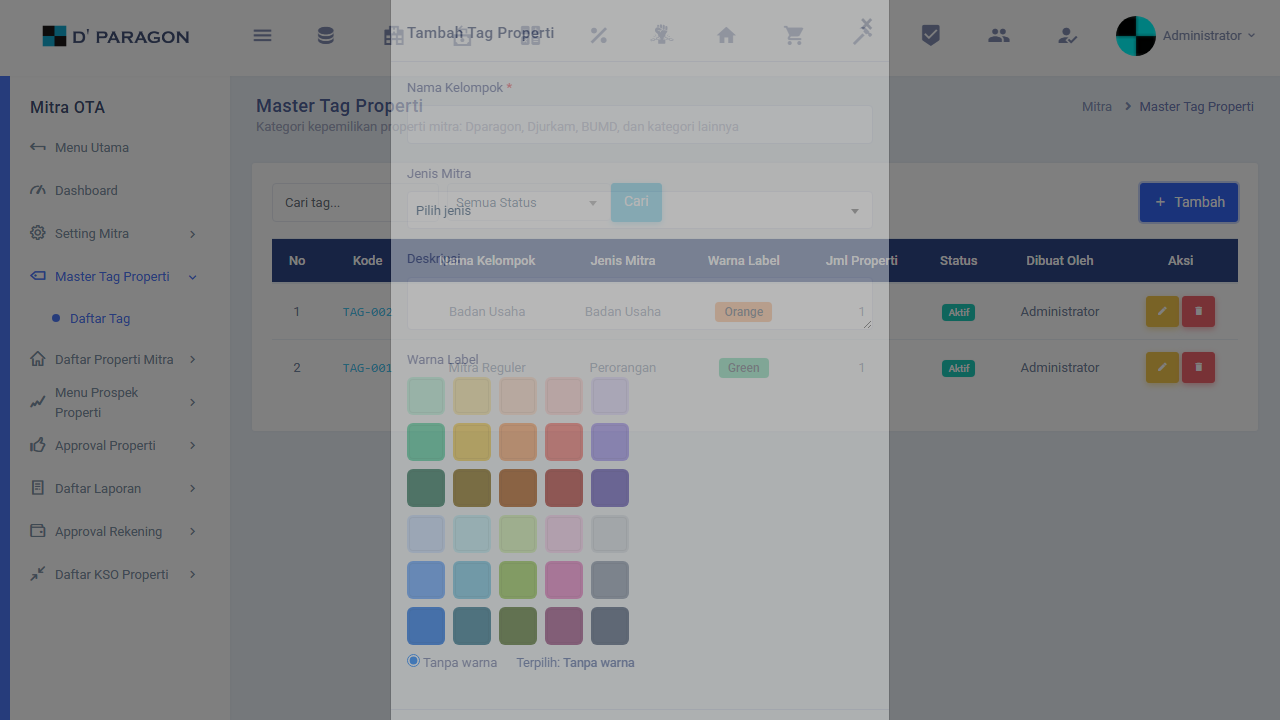 D' PARAGON
Administrator
Tambah Tag Properti
×
Mitra OTA
Menu Utama
Dashboard
Setting Mitra
Master Tag Properti
Daftar Tag
Daftar Properti Mitra
Menu Prospek
Properti
Approval Properti
Daftar Laporan
Approval Rekening
Daftar KSO Properti
Master Tag Properti
Kategori kepemilikan properti mitra: Dparagon, Djurkam, BUMD, dan kategori lainnya
Mitra > Master Tag Properti
Nama Kelompok *
Jenis Mitra
Pilih jenis
Cari tag...
Semua Status
Cari
+ Tambah
Deskripsi
No Kode Nama Kelompok Jenis Mitra Warna Label Jml Properti Status Dibuat Oleh Aksi
1 TAG-002 Badan Usaha Badan Usaha Orange 1 Aktif Administrator
2 TAG-001 Mitra Reguler Perorangan Green 1 Aktif Administrator
Warna Label
Tanpa warna Terpilih: Tanpa warna